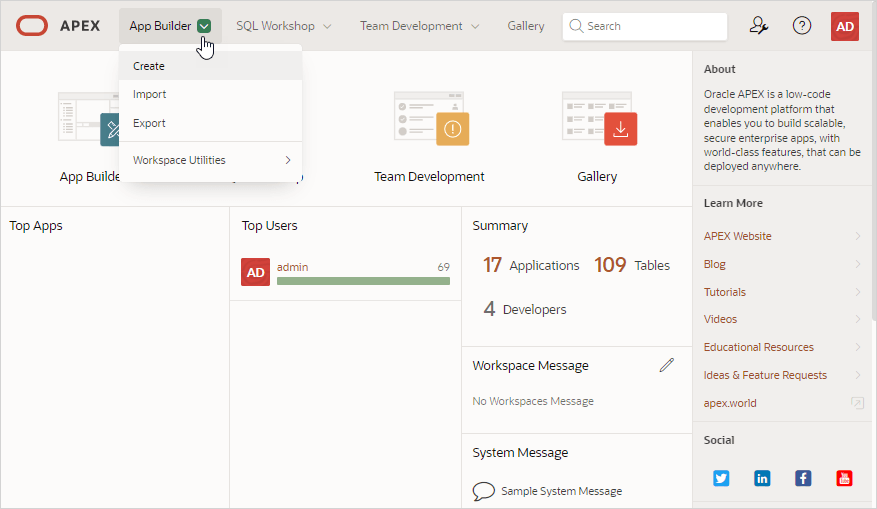 APEX
App Builder
SQL Workshop
Team Development
Gallery
Search
AD
Create
Import
Export
Workspace Utilities
App Builde
p
Team Development
Gallery
Top Apps
Top Users
AD
admin
69
Summary
17 Applications
109 Tables
4 Developers
Workspace Message
No Workspaces Message
System Message
Sample System Message
About
Oracle APEX is a low-code
development platform that
enables you to build scalable,
secure enterprise apps, with
world-class features, that can be
deployed anywhere.
Learn More
APEX Website
Blog
Tutorials
Videos
Educational Resources
Ideas & Feature Requests
apex.world
Social
You
Tube